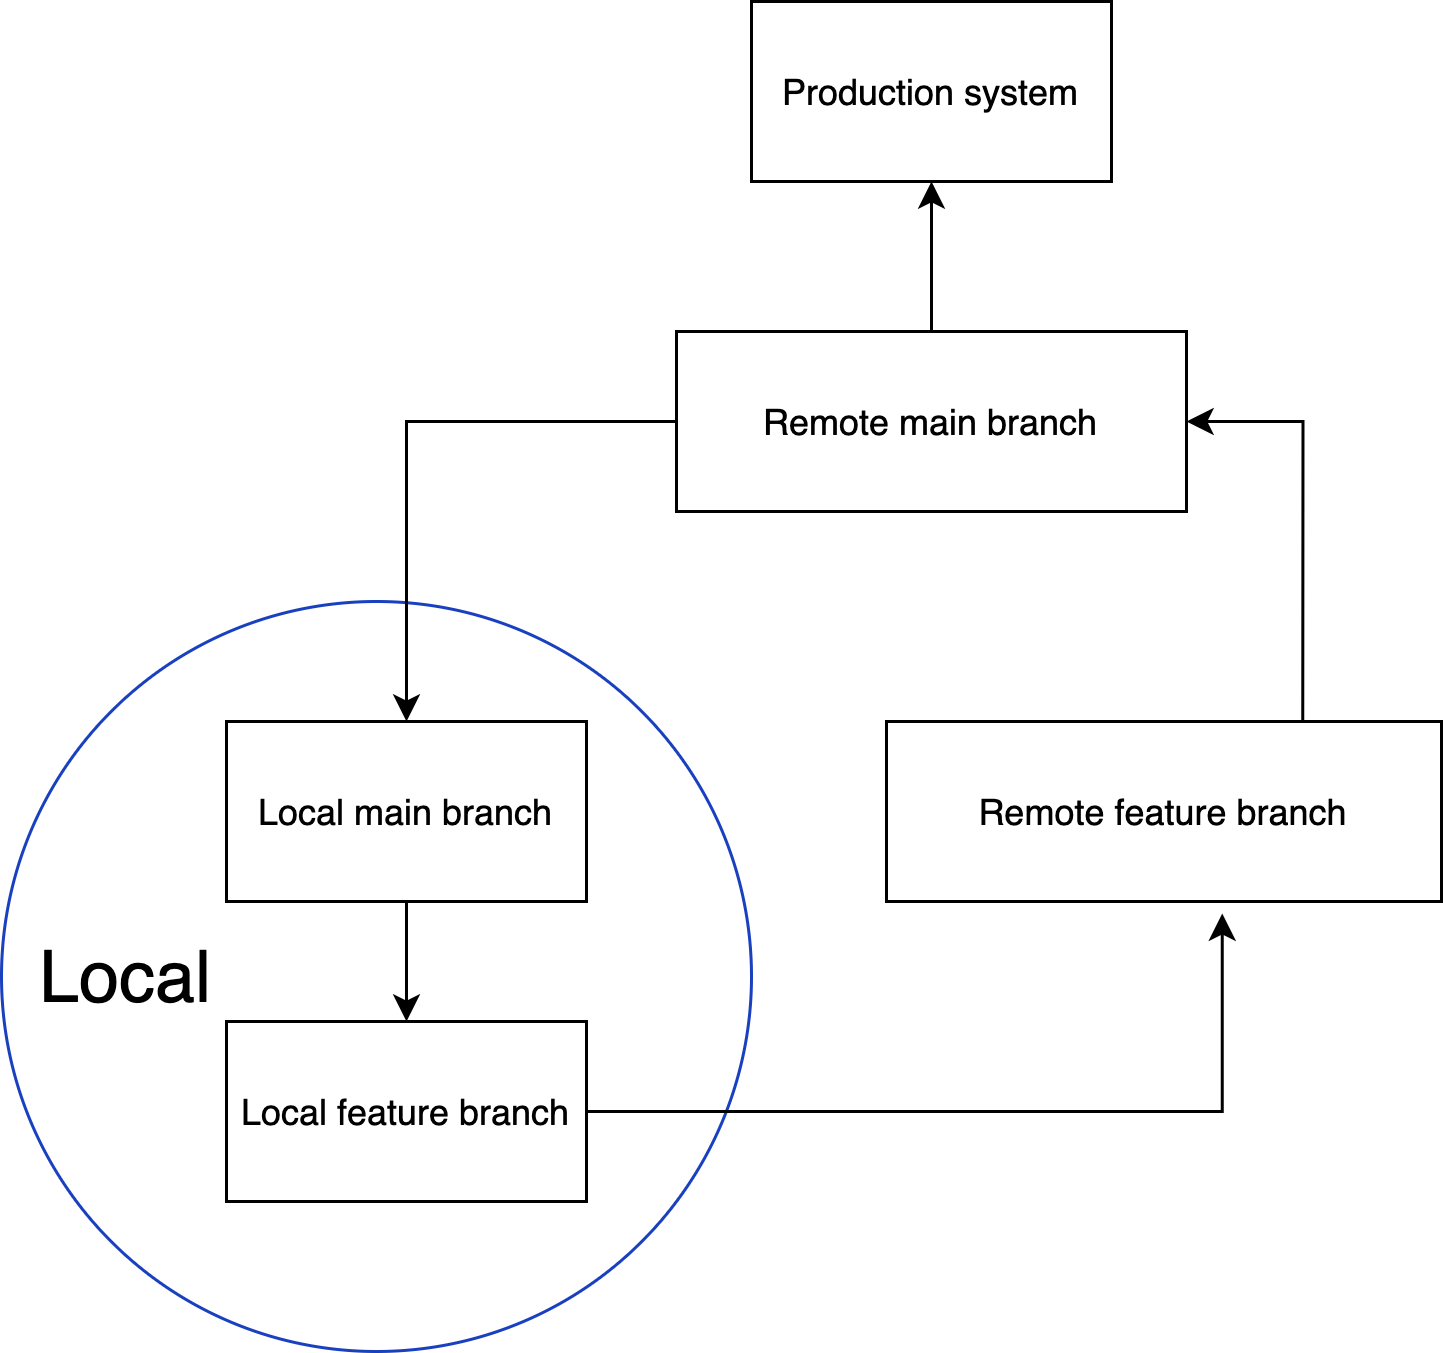 Production system
Remote main branch
Local main branch
Remote feature branch
Local
Local feature branch